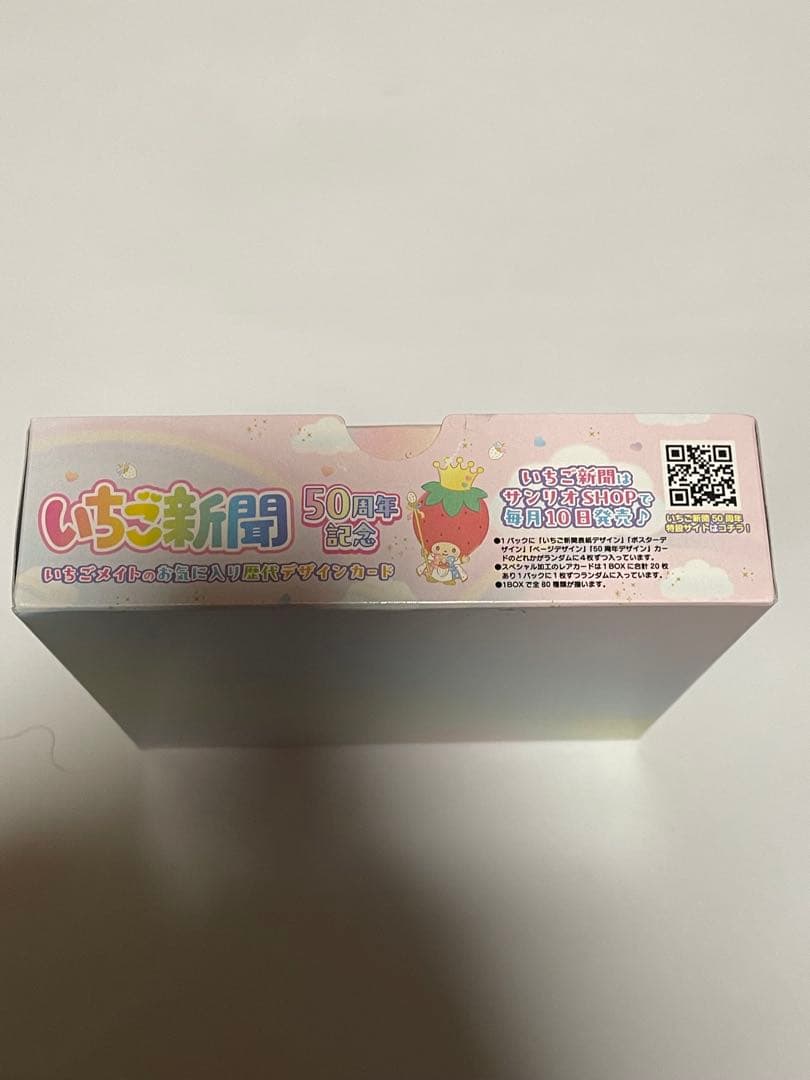 いちご新聞
50周年
記念
いちごメイトのお気に入り歴代デザインカード
いちご新聞は
サンリオSHOPで
毎月10日発売♪
●1パックに「いちご新聞表紙デザイン」「ポスターデ
ザイン」「ページデザイン」「50周年デザイン」カー
ドのどれかがランダムに4枚ずつ入っています。
●スペシャル加工のレアカードは1BOXに合計20枚
あり1パックに1枚ずつランダムに入っています。
●1BOXで全80種類が揃います。
いちご新聞50周年
特設サイトはコチラ!